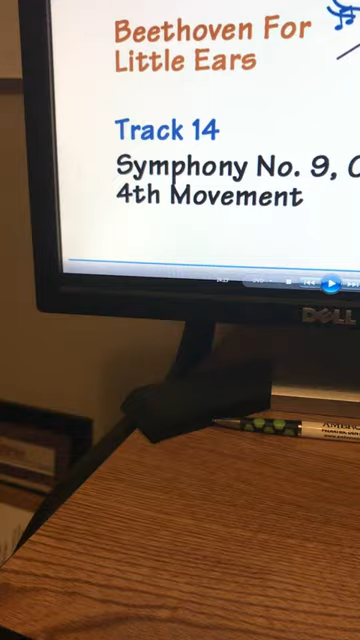 Beethoven For
Little Ears
Track 14
Symphony No. 9,
4th Movement
DELL